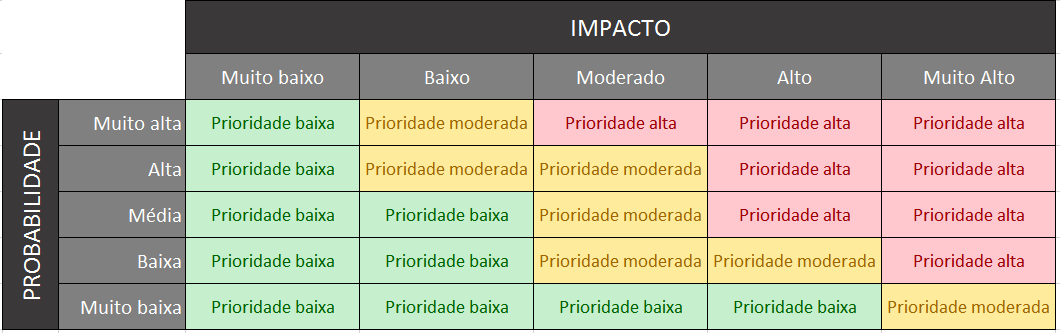 IMPACTO
Muito baixo Baixo Moderado Alto Muito Alto
PROBABILIDADE
Muito alta Prioridade baixa Prioridade moderada Prioridade alta Prioridade alta Prioridade alta
Alta Prioridade baixa Prioridade moderada Prioridade moderada Prioridade alta Prioridade alta
Média Prioridade baixa Prioridade baixa Prioridade moderada Prioridade alta Prioridade alta
Baixa Prioridade baixa Prioridade baixa Prioridade moderada Prioridade moderada Prioridade alta
Muito baixa Prioridade baixa Prioridade baixa Prioridade baixa Prioridade baixa Prioridade moderada